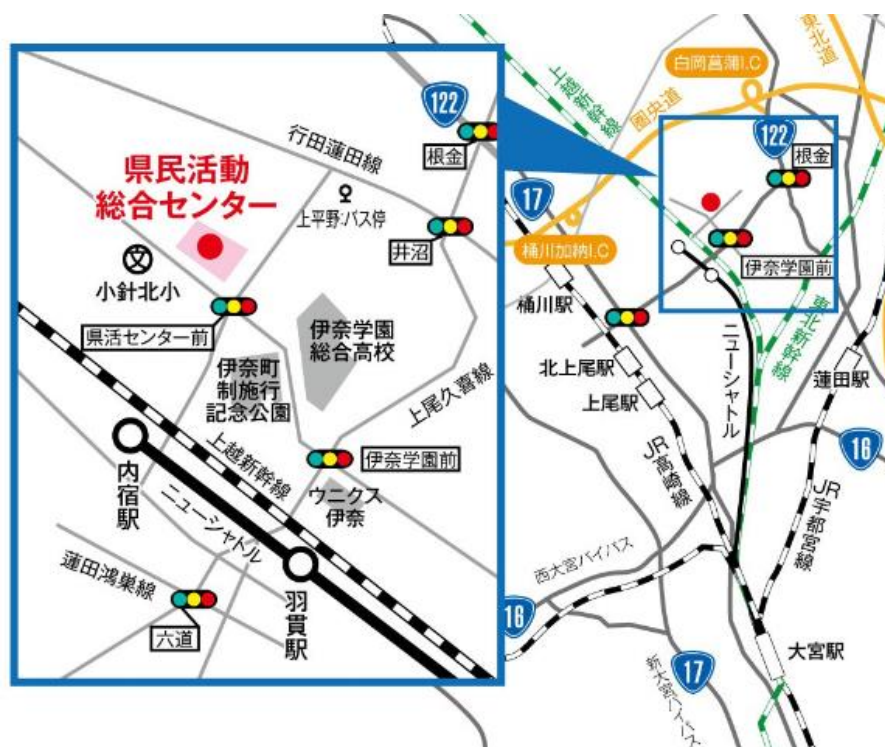 県民活動
総合センター
行田蓮田線
122
根金
上平野:バス停
井沼
小針北小
文
県活センター前
伊奈学園
総合高校
伊奈町
制施行
記念公園
上尾久喜線
伊奈学園前
ウニクス
伊奈
上越新幹線
ニューシャトル
内宿駅
羽貫駅
蓮田鴻巣線
六道
上越新幹線
圏央道
白岡菖蒲I.C
東北道
122
根金
17
桶川加納I.C
伊奈学園前
桶川駅
北上尾駅
上尾駅
ニューシャトル
東北新幹線
蓮田駅
16
JR高崎線
JR宇都宮線
西大宮バイパス
16
17
新大宮バイパス
大宮駅